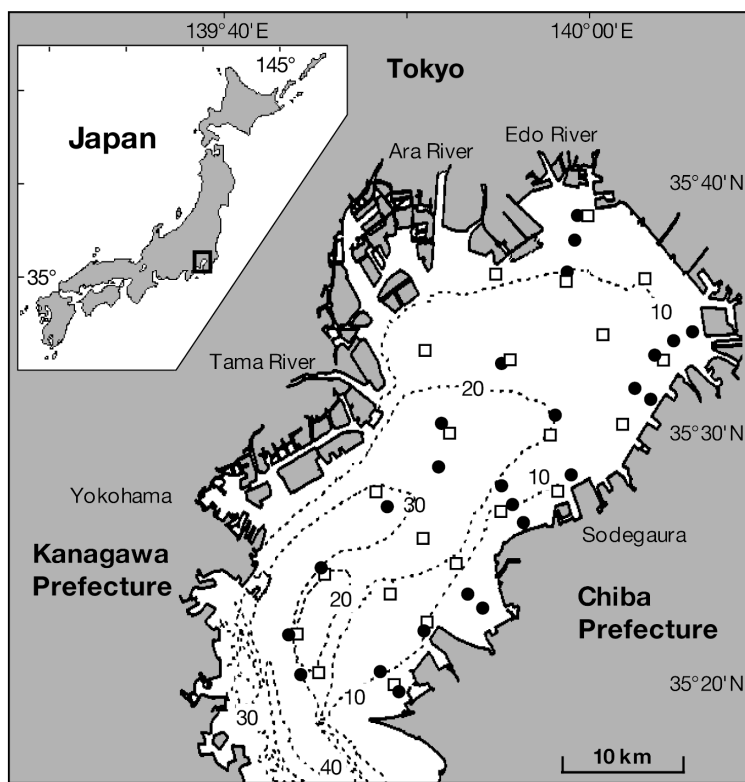 139°40' E
140°00' E
145°
Tokyo
Japan
Edo River
Ara River
35°40' N
35°
10
Tama River
20
35°30' N
10
Yokohama
30
Sodegaura
Kanagawa
Prefecture
20
Chiba
Prefecture
10
35°20' N
30
10 km
40